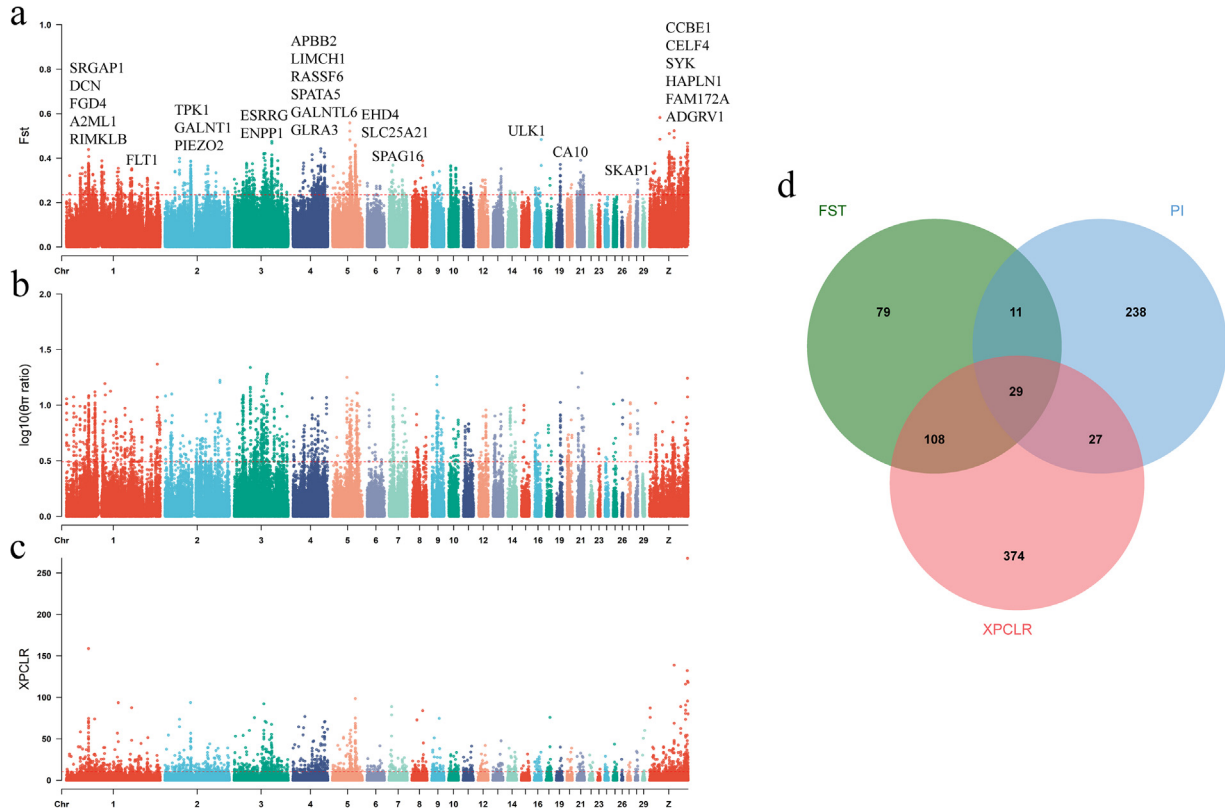 a
Fst
1.0
0.8
0.6
0.4
0.2
0.0
SRGAP1
DCN
FGD4
A2ML1
RIMKLB
FLT1
TPK1
GALNT1
PIEZO2
ESRRG
ENPP1
APBB2
LIMCH1
RASSF6
SPATA5
GALNTL6
GLRA3
EHD4
SLC25A21
SPAG16
ULK1
CA10
SKAP1
CCBE1
CELF4
SYK
HAPLN1
FAM172A
ADGRV1
Chr 1 2 3 4 5 6 7 8 9 10 12 14 16 19 21 23 26 29 Z
b
log10(θπ ratio)
2.0
1.5
1.0
0.5
0.0
Chr 1 2 3 4 5 6 7 8 9 10 12 14 16 19 21 23 26 29 Z
c
XPCLR
250
200
150
100
50
0
Chr 1 2 3 4 5 6 7 8 9 10 12 14 16 19 21 23 26 29 Z
d
FST
PI
79
11
238
29
108
27
374
XPCLR